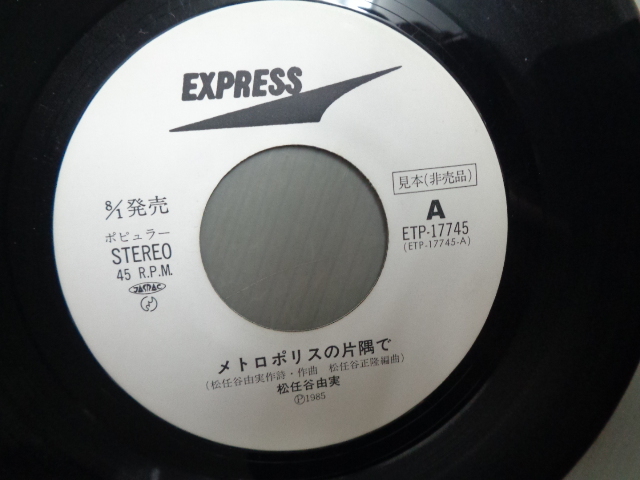 EXPRESS
見本(非売品)
8/1発売
A
ポピュラー
ETP-17745
STEREO
(ETP-17745-A)
45 R.P.M.
メトロポリスの片隅で
(松任谷由実作詩・作曲 松任谷正隆編曲)
松任谷由実
Ⓟ1985